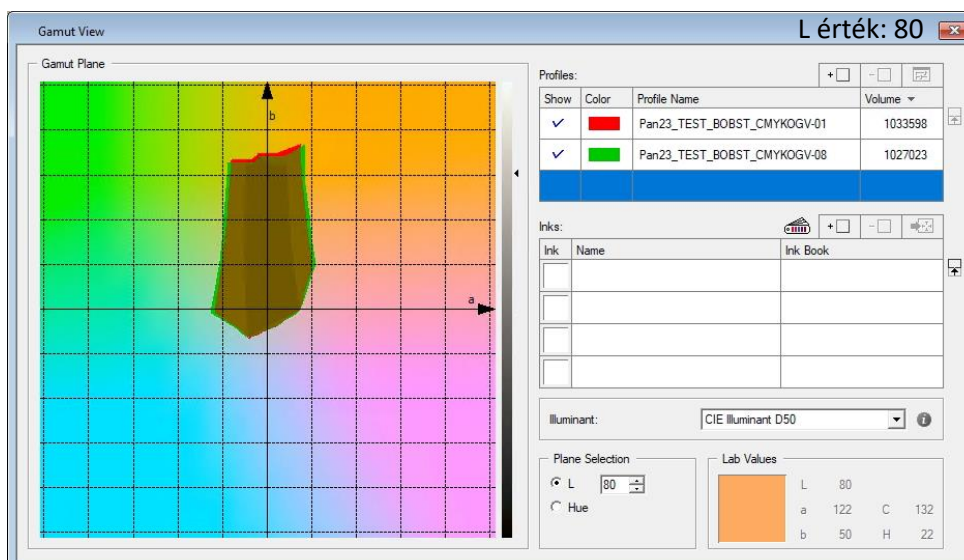 Gamut View
L érték: 80
Gamut Plane
b
a
Profiles:
Show Color Profile Name Volume
Pan23_TEST_BOBST_CMYKOGV-01 1033598
Pan23_TEST_BOBST_CMYKOGV-08 1027023
Inks:
Ink Name Ink Book
Illuminant: CIE Illuminant D50
Plane Selection
L 80
Hue
Lab Values
L 80
a 122 C 132
b 50 H 22